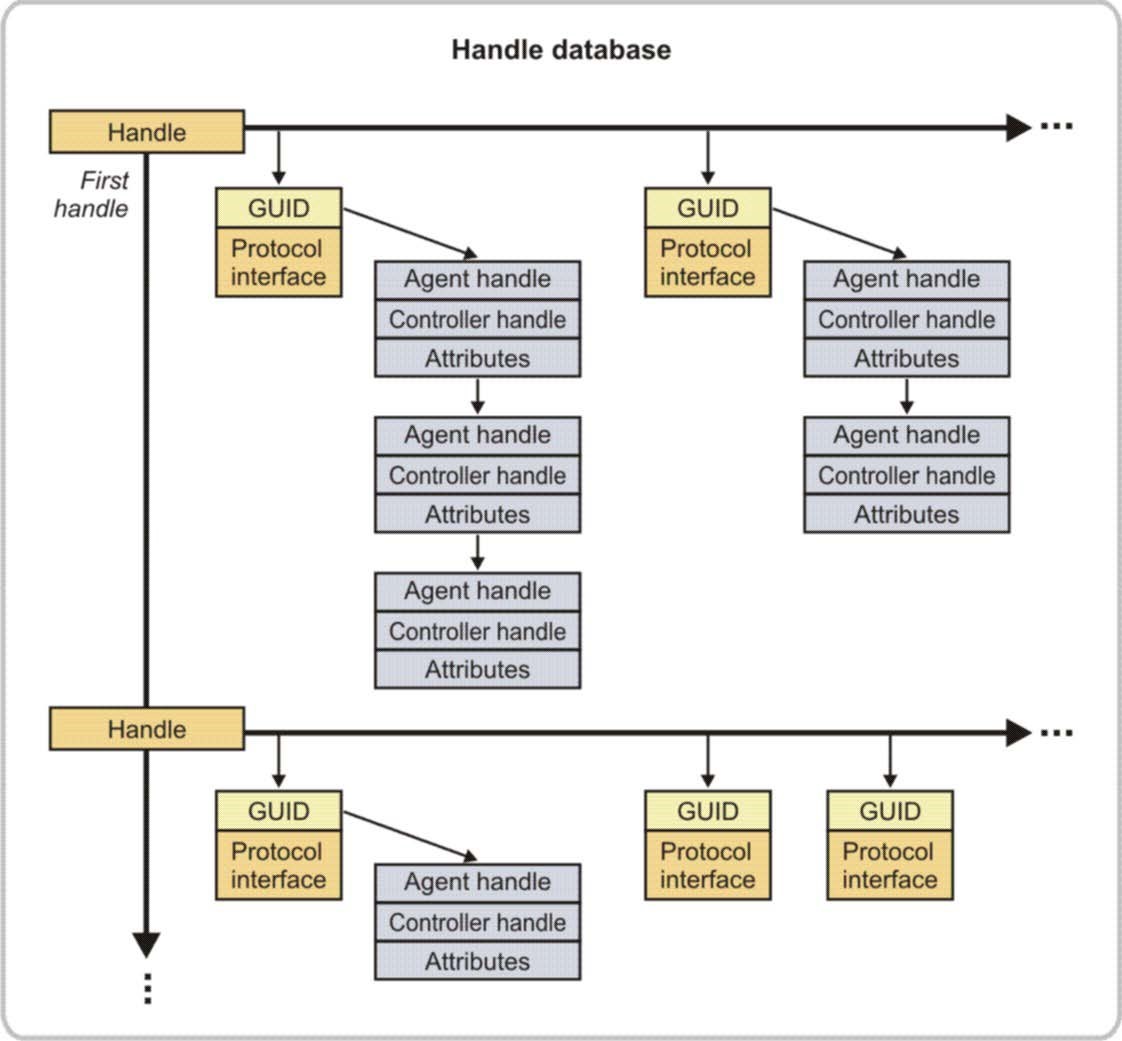 Handle database
Handle
...
First
handle
GUID
Protocol
interface
Agent handle
Controller handle
Attributes
Agent handle
Controller handle
Attributes
Agent handle
Controller handle
Attributes
GUID
Protocol
interface
Agent handle
Controller handle
Attributes
Agent handle
Controller handle
Attributes
Handle
...
GUID
Protocol
interface
Agent handle
Controller handle
Attributes
GUID
Protocol
interface
GUID
Protocol
interface
...